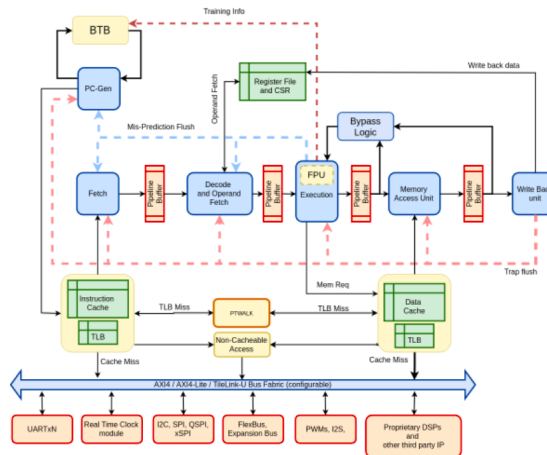 Training Info
BTB
PC-Gen
Register File
and CSR
Write back data
Operand Fetch
Mis-Prediction Flush
Bypass
Logic
Fetch
Pipeline
Buffer
Decode
and Operand
Fetch
Pipeline
Buffer
FPU
Execution
Pipeline
Buffer
Memory
Access Unit
Pipeline
Buffer
Write Back
unit
Trap flush
Mem Req
Instruction
Cache
TLB
TLB Miss
PTWALK
TLB Miss
Data
Cache
TLB
Non-Cacheable
Access
Cache Miss
Cache Miss
AXI4 / AXI4-Lite / TileLink-U Bus Fabric (configurable)
UARTxN
Real Time Clock
module
I2C, SPI, QSPI,
xSPI
FlexBus,
Expansion Bus
PWMs, I2S,
Proprietary DSPs
and
other third party IP